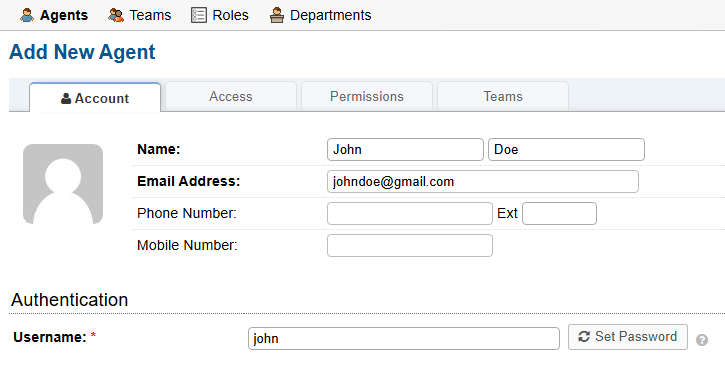 Agents Teams Roles Departments
Add New Agent
Account Access Permissions Teams
Name: John Doe
Email Address: johndoe@gmail.com
Phone Number: Ext
Mobile Number:
Authentication
Username: * john Set Password ?